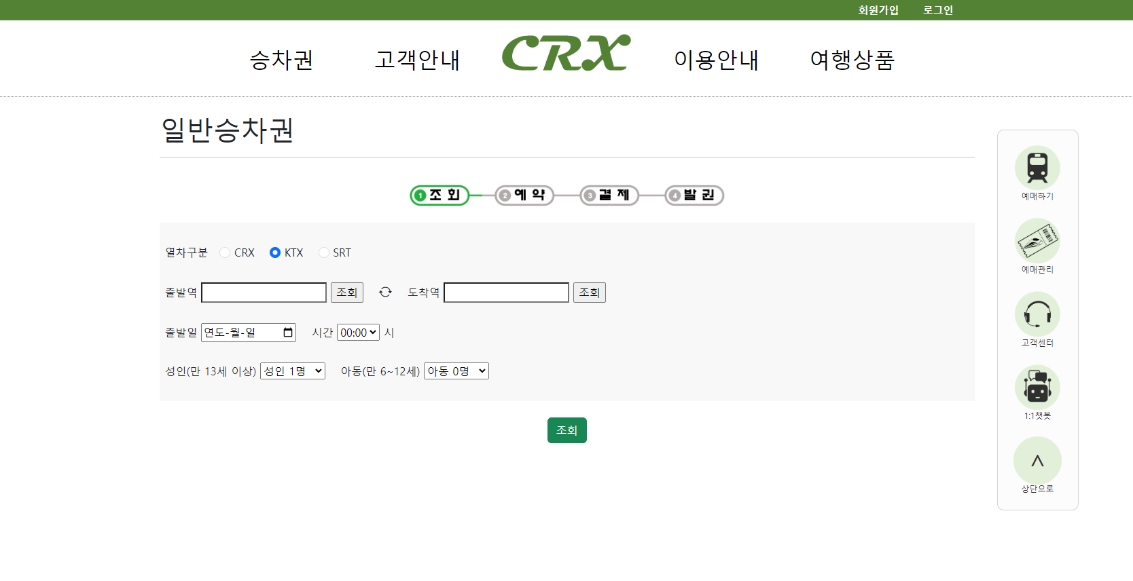 회원가입 로그인
승차권 고객안내 CRX 이용안내 여행상품
일반승차권
1 조회 2 예약 3 결제 4 발권
열차구분 CRX KTX SRT
출발역 조회 도착역 조회
출발일 연도-월-일 시간 00:00 시
성인(만 13세 이상) 성인 1명 아동(만 6~12세) 아동 0명
조회
예매하기
예매관리
고객센터
1:1챗봇
^
상단으로